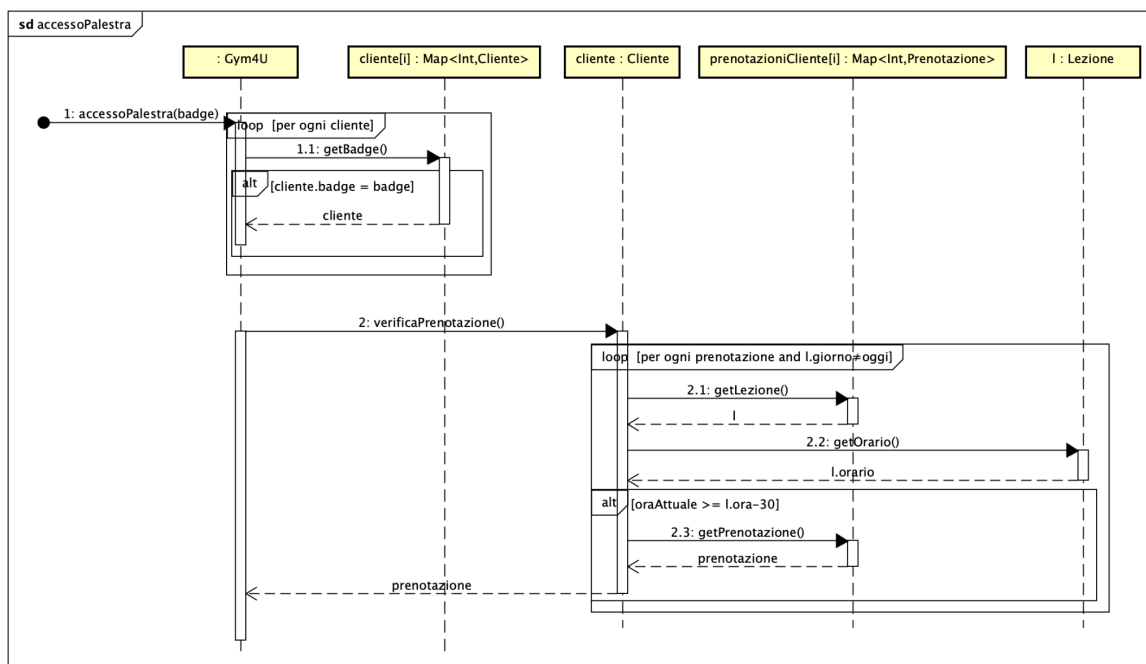 sd accessoPalestra
: Gym4U
cliente[i] : Map<Int,Cliente>
cliente : Cliente
prenotazioniCliente[i] : Map<Int,Prenotazione>
l : Lezione
1: accessoPalestra(badge)
loop [per ogni cliente]
1.1: getBadge()
alt [cliente.badge = badge]
cliente
2: verificaPrenotazione()
loop [per ogni prenotazione and l.giorno≠oggi]
2.1: getLezione()
l
2.2: getOrario()
l.orario
alt [oraAttuale >= l.ora-30]
2.3: getPrenotazione()
prenotazione
prenotazione